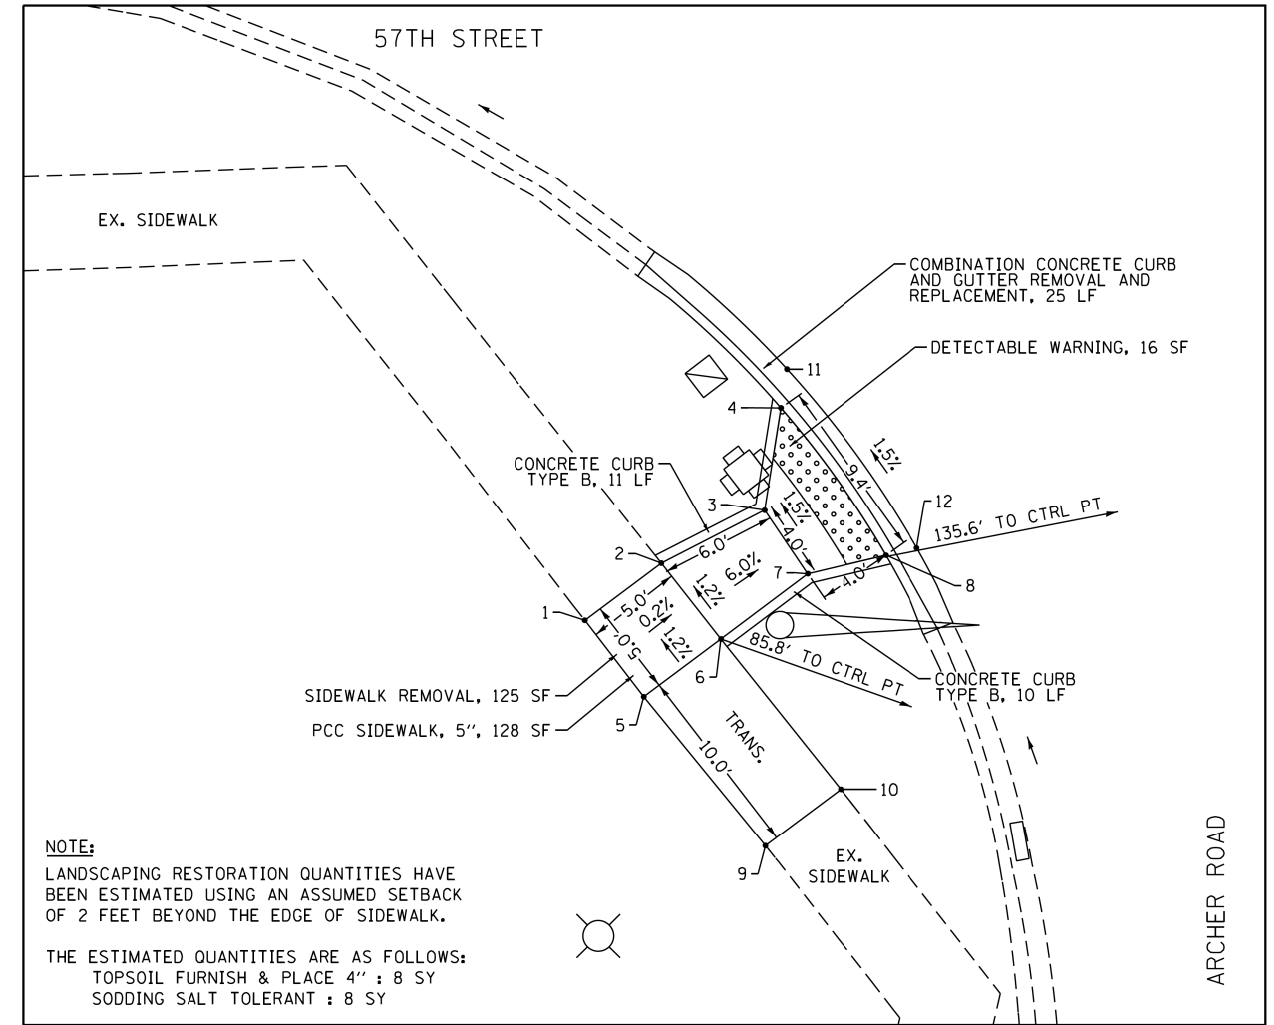 57TH STREET
EX. SIDEWALK
COMBINATION CONCRETE CURB
AND GUTTER REMOVAL AND
REPLACEMENT, 25 LF
DETECTABLE WARNING, 16 SF
11
4
1.5%
9.4'
CONCRETE CURB
TYPE B, 11 LF
3
1.5%
4.0'
12
135.6' TO CTRL PT
2
6.0'
6.0%
7
4.0'
8
1.2%
1
5.0'
0.2%
5.0'
1.2%
85.8' TO CTRL PT
6
CONCRETE CURB
TYPE B, 10 LF
SIDEWALK REMOVAL, 125 SF
PCC SIDEWALK, 5", 128 SF
5
TRANS.
10.0'
10
9
EX.
SIDEWALK
ARCHER ROAD
NOTE:
LANDSCAPING RESTORATION QUANTITIES HAVE
BEEN ESTIMATED USING AN ASSUMED SETBACK
OF 2 FEET BEYOND THE EDGE OF SIDEWALK.
THE ESTIMATED QUANTITIES ARE AS FOLLOWS:
TOPSOIL FURNISH & PLACE 4" : 8 SY
SODDING SALT TOLERANT : 8 SY